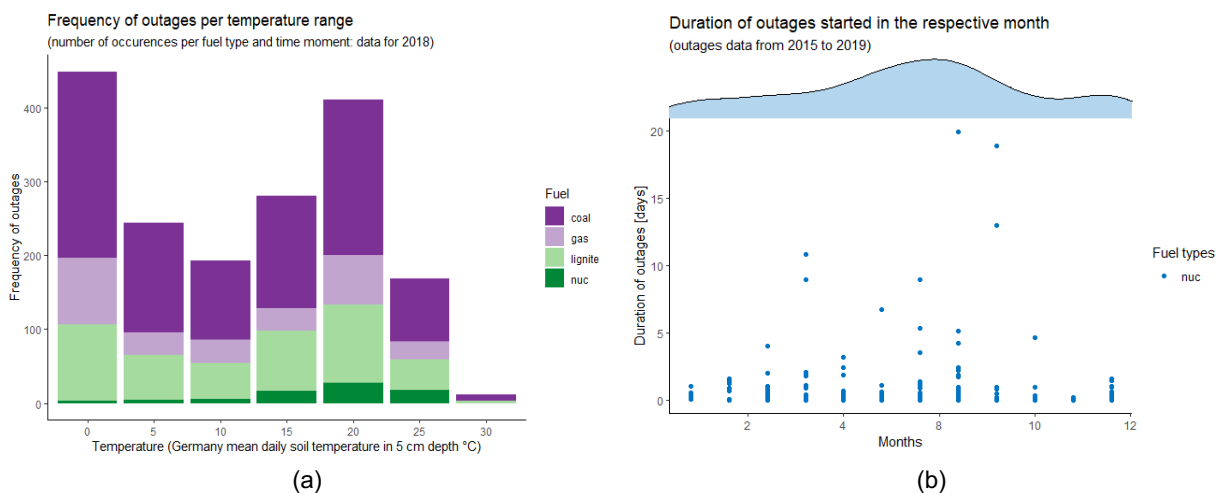 Frequency of outages per temperature range
(number of occurences per fuel type and time moment: data for 2018)
Frequency of outages
400
300
200
100
0
0 5 10 15 20 25 30
Temperature (Germany mean daily soil temperature in 5 cm depth °C)
Fuel
coal
gas
lignite
nuc
(a)
Duration of outages started in the respective month
(outages data from 2015 to 2019)
Duration of outages [days]
20
15
10
5
0
2 4 8 10 12
Months
Fuel types
nuc
(b)